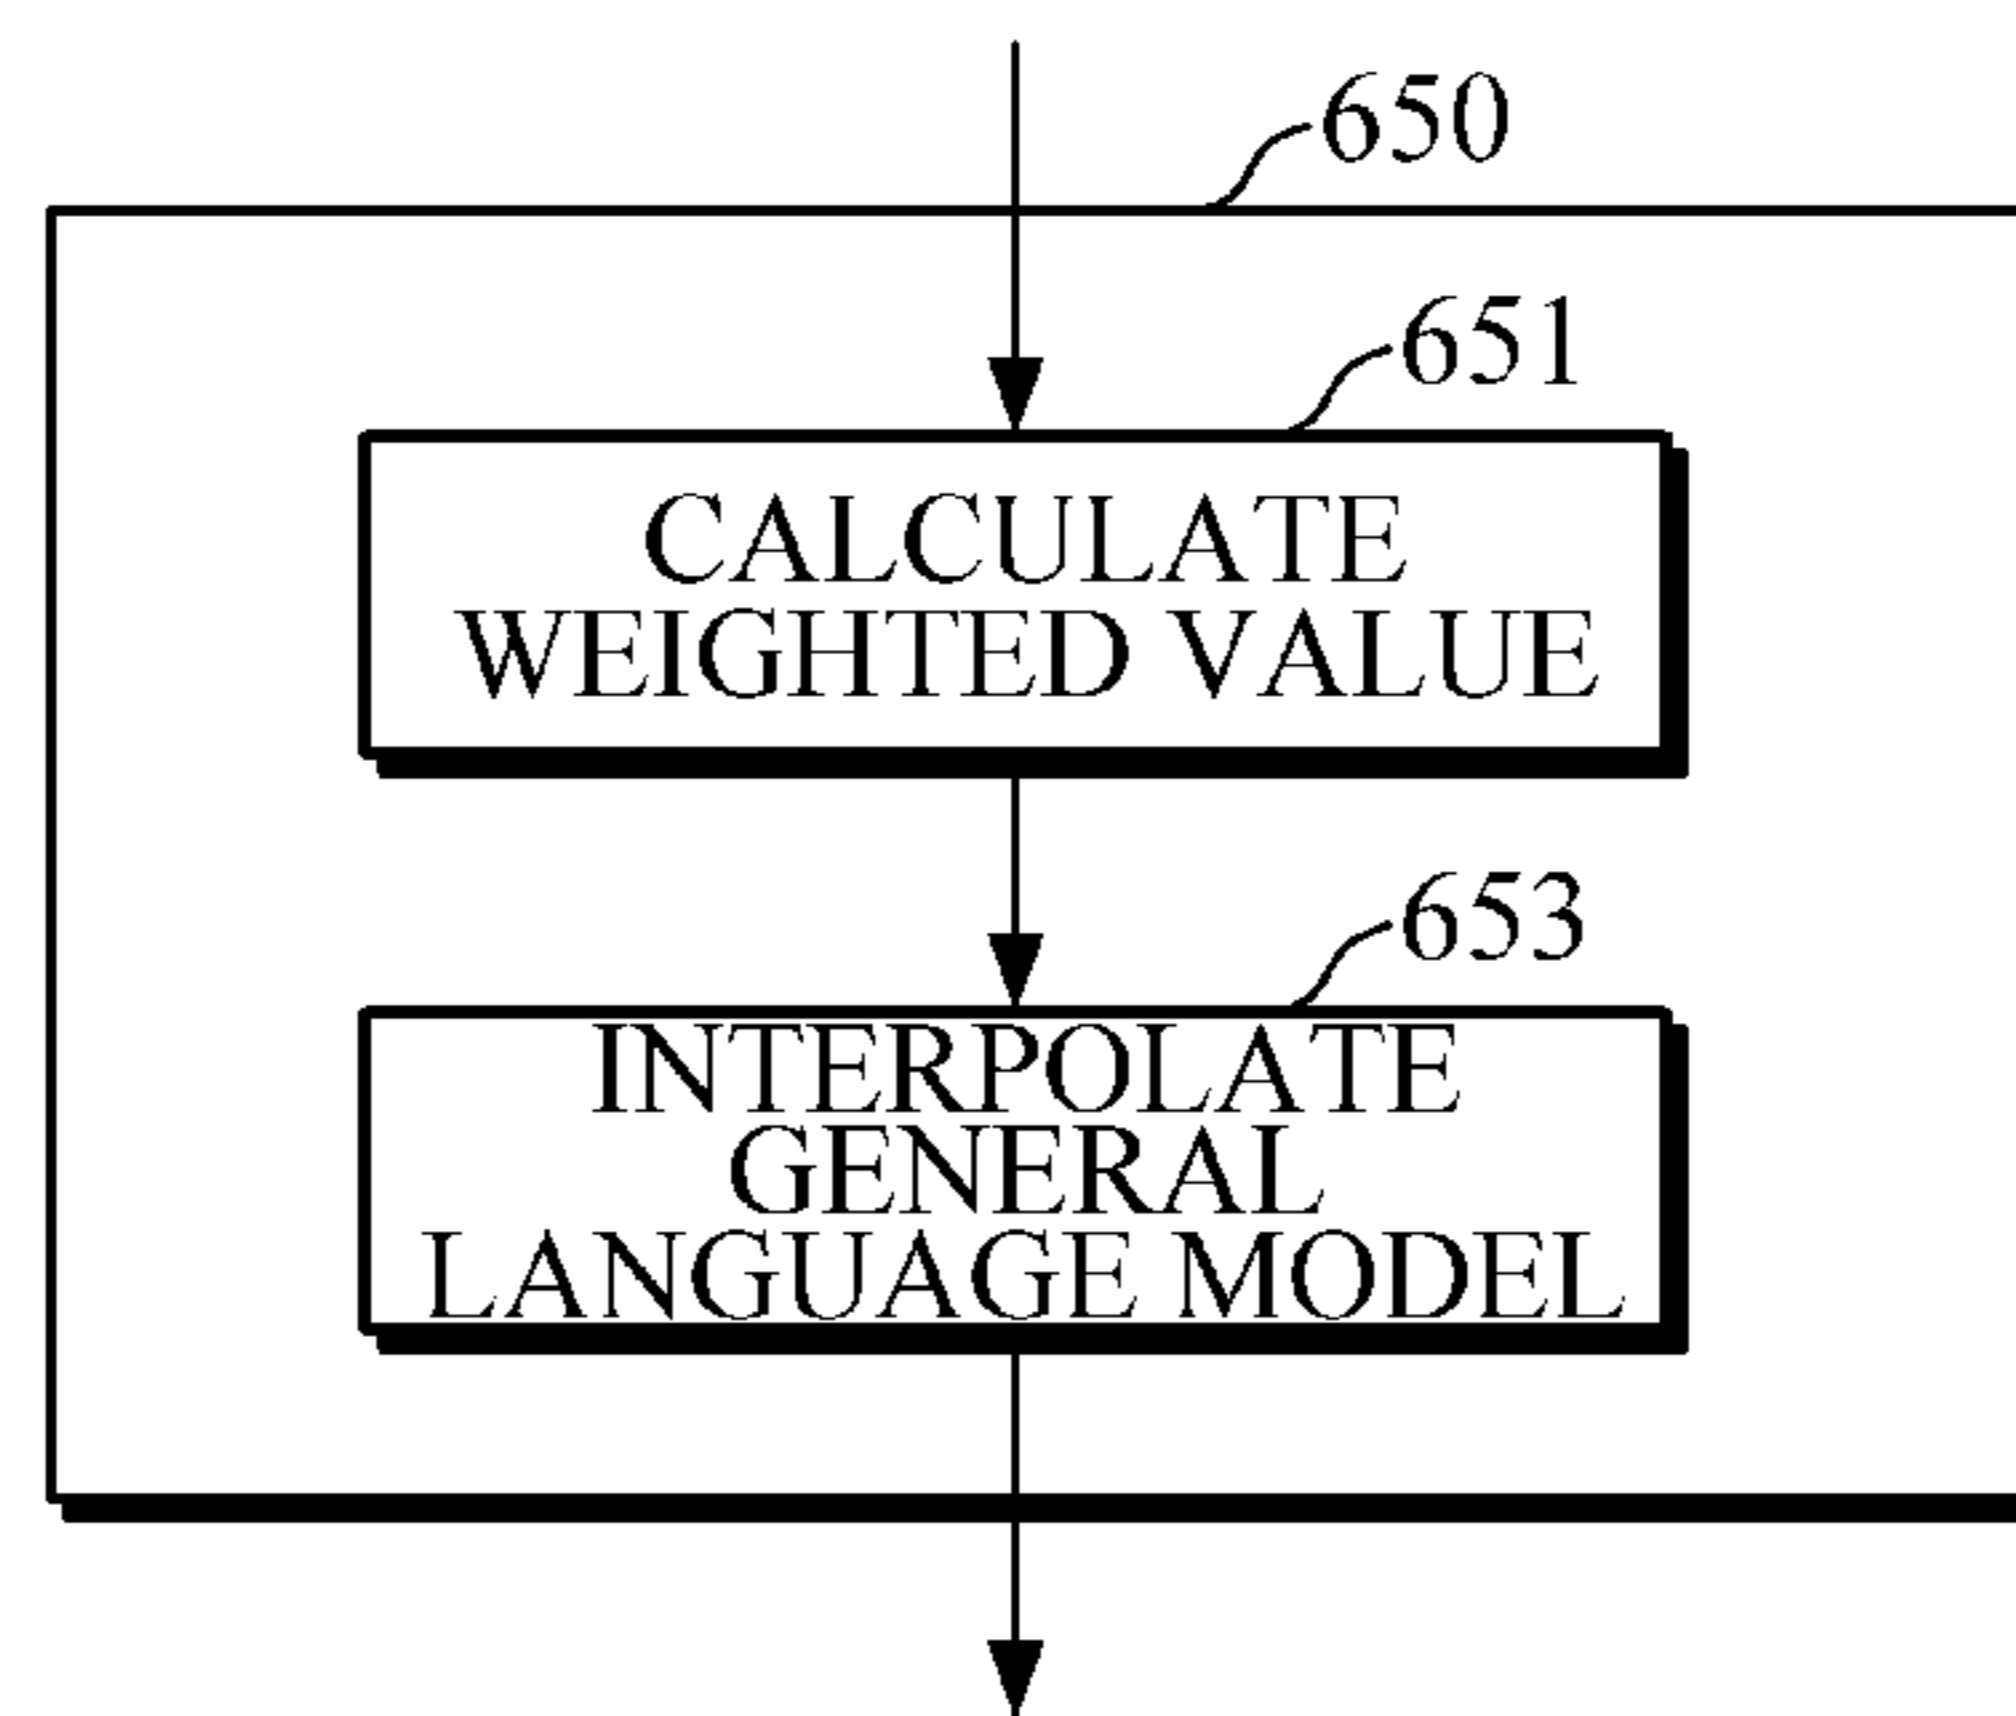 650
651
CALCULATE
WEIGHTED VALUE
653
INTERPOLATE
GENERAL
LANGUAGE MODEL